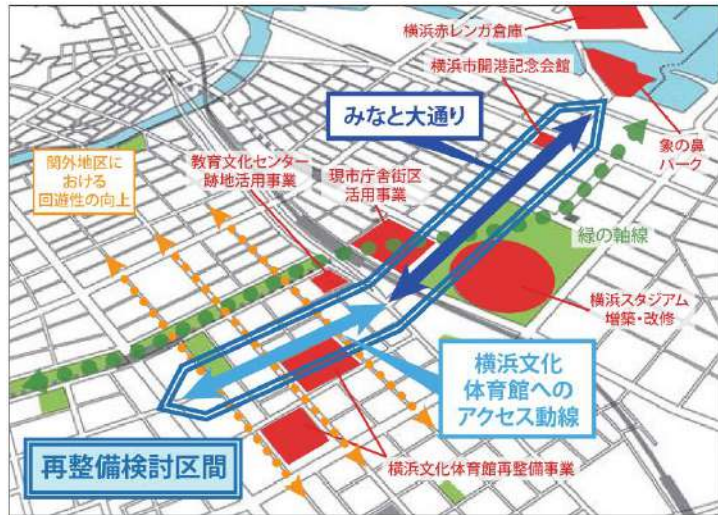 横浜赤レンガ倉庫
横浜市開港記念会館
みなと大通り
象の鼻
パーク
関外地区に
おける
回遊性の向上
教育文化センター
跡地活用事業
現市庁舎街区
活用事業
緑の軸線
横浜スタジアム
増築・改修
横浜文化
体育館への
アクセス動線
再整備検討区間
横浜文化体育館再整備事業